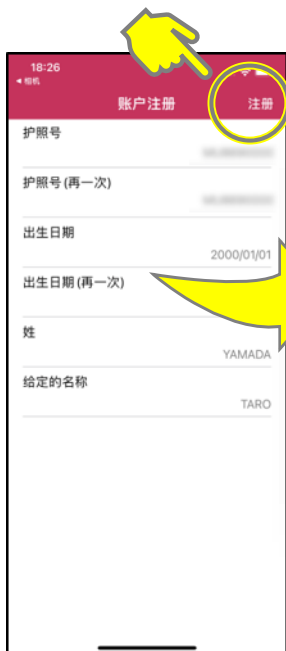 18:26
◀ 相机
账户注册 注册
护照号
护照号(再一次)
出生日期
2000/01/01
出生日期(再一次)
姓
YAMADA
给定的名称
TARO